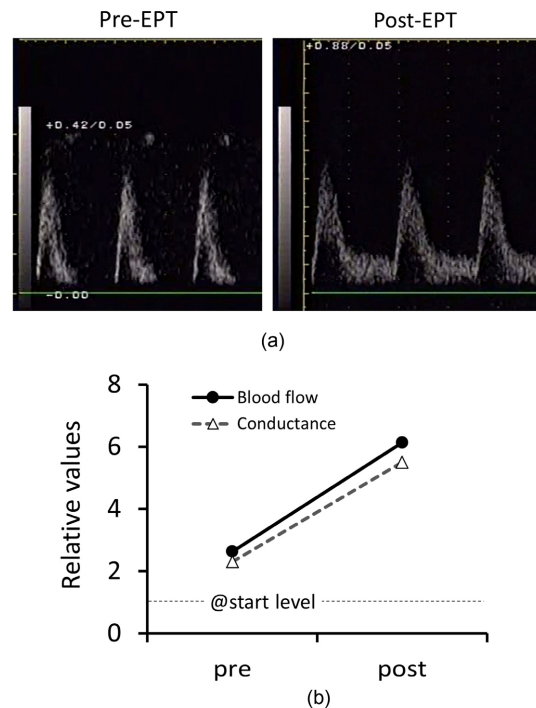 Pre-EPT
Post-EPT
+0.42/0.05
-0.00
+0.88/0.05
(a)
8
6
4
2
0
Relative values
Blood flow
Conductance
@start level
pre
post
(b)